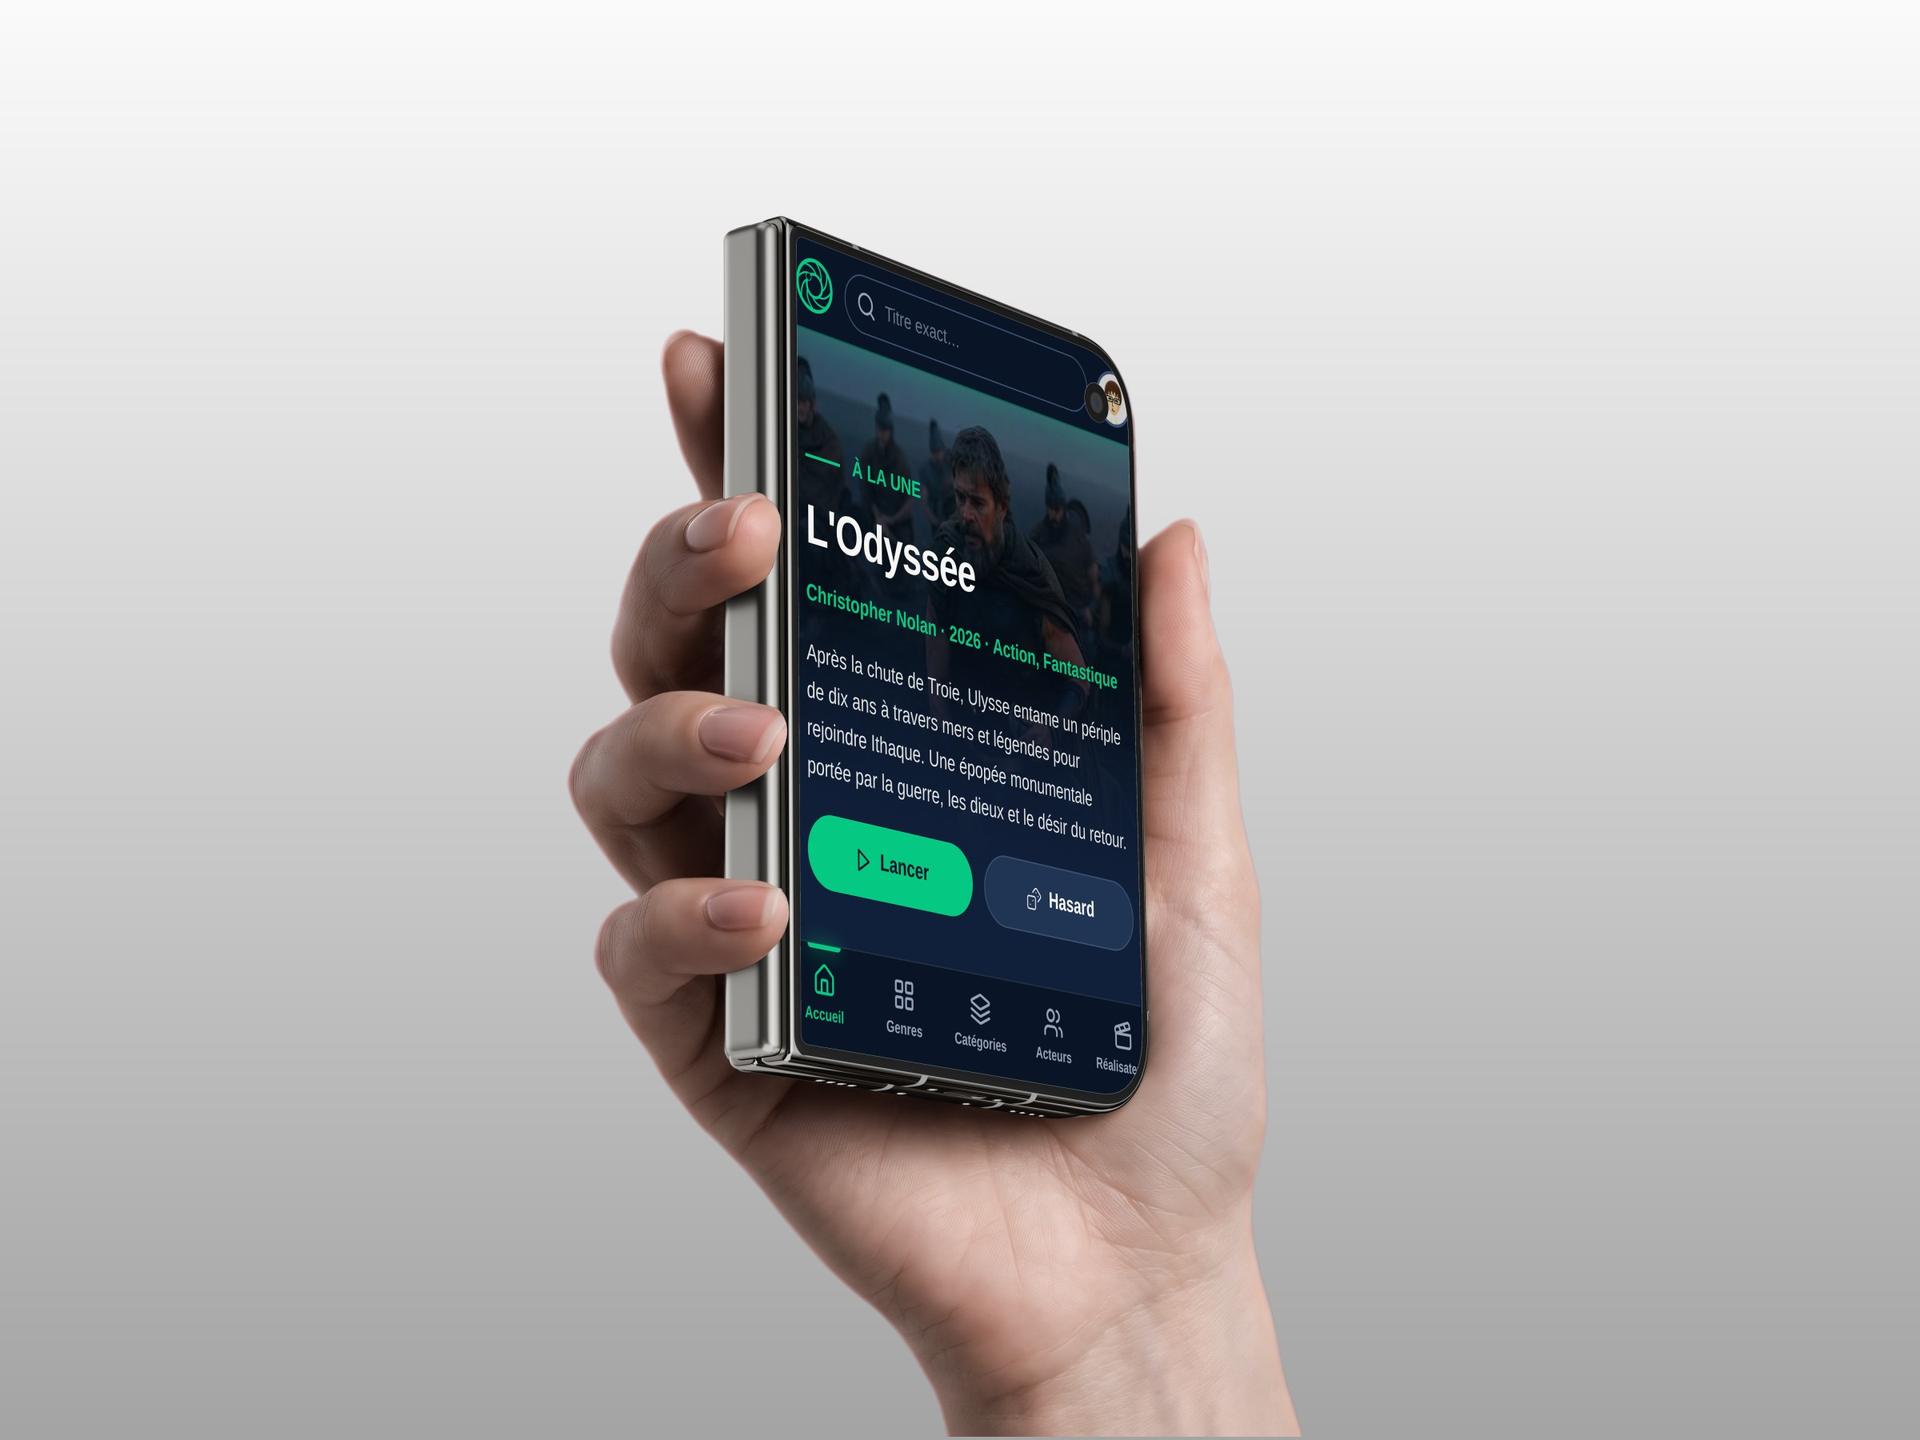 Titre exact...
À LA UNE
L'Odyssée
Christopher Nolan · 2026 · Action, Fantastique
Après la chute de Troie, Ulysse entame un périple
de dix ans à travers mers et légendes pour
rejoindre Ithaque. Une épopée monumentale
portée par la guerre, les dieux et le désir du retour.
Lancer
Hasard
Accueil
Genres
Catégories
Acteurs
Réalisate